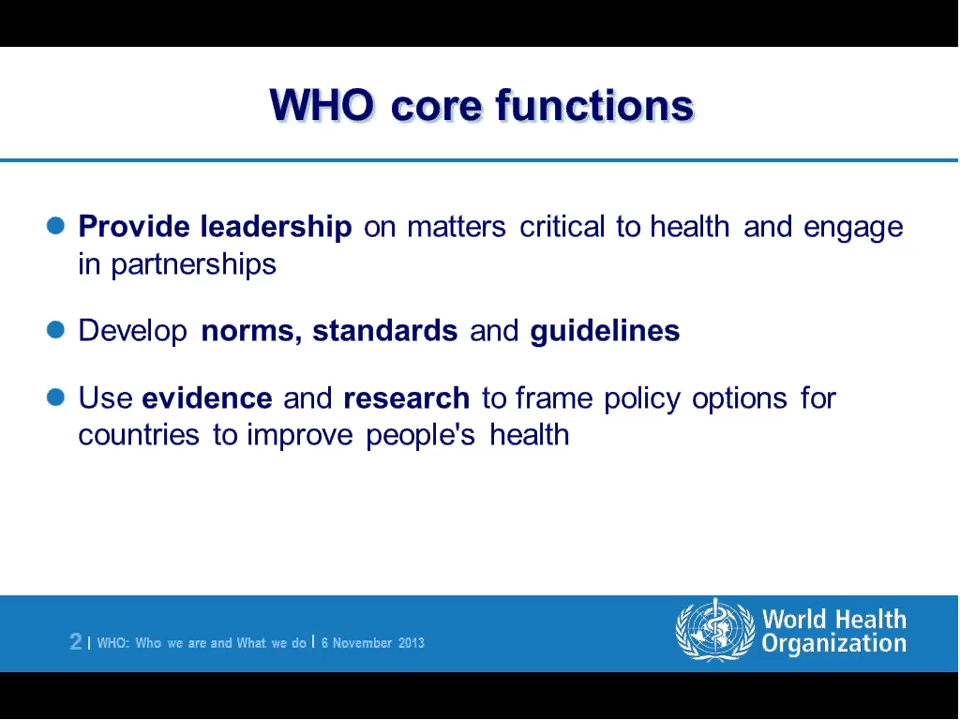 WHO core functions
Provide leadership on matters critical to health and engage
in partnerships
Develop norms, standards and guidelines
Use evidence and research to frame policy options for
countries to improve people's health
2 | WHO: Who we are and What we do | 6 November 2013
World Health
Organization